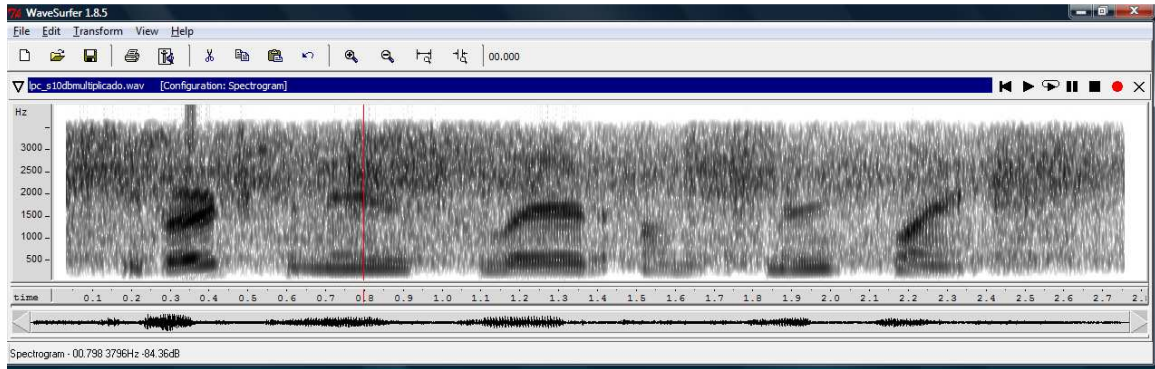 WaveSurfer 1.8.5
File Edit Transform View Help
00.000
lpc_s10dbmultiplicado.wav [Configuration: Spectrogram]
Hz
3000
2500
2000
1500
1000
500
time 0.1 0.2 0.3 0.4 0.5 0.6 0.7 0.8 0.9 1.0 1.1 1.2 1.3 1.4 1.5 1.6 1.7 1.8 1.9 2.0 2.1 2.2 2.3 2.4 2.5 2.6 2.7
Spectrogram - 00.798 3796Hz -84.36dB